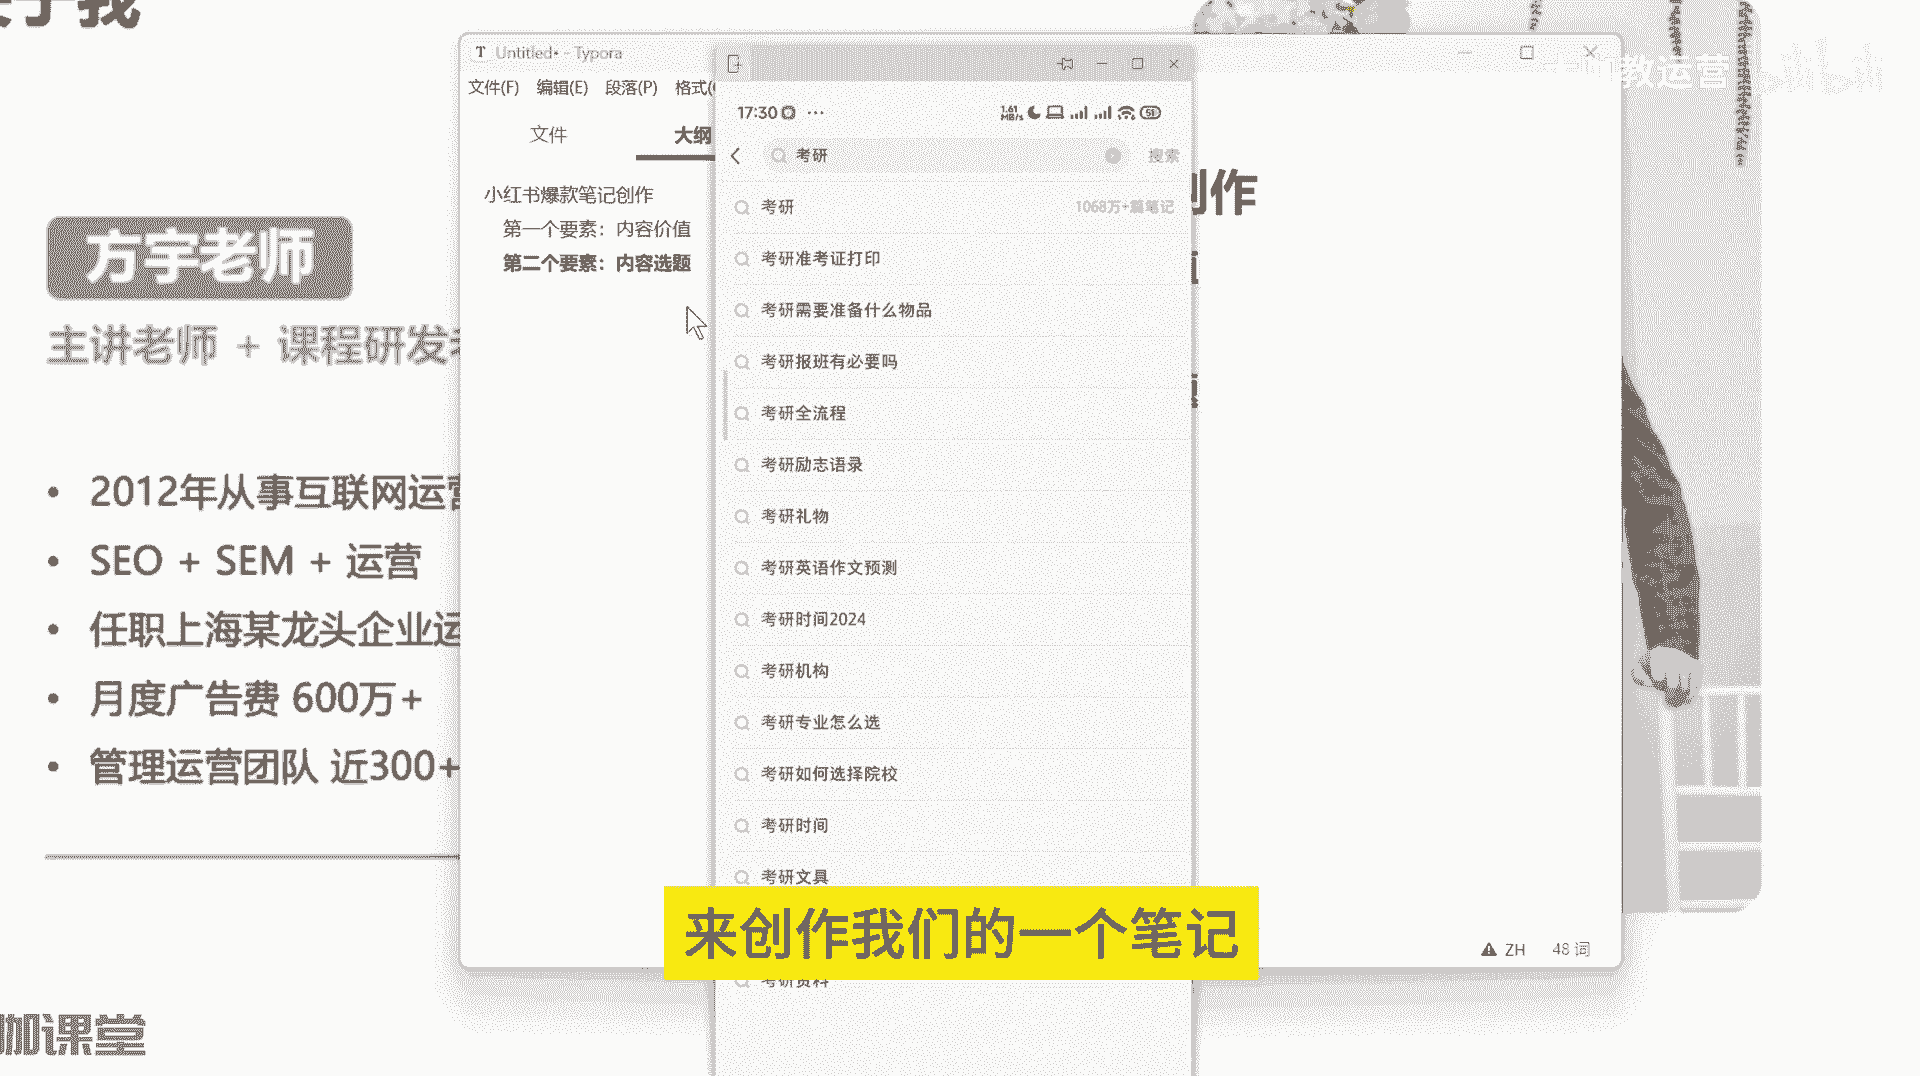 于我
方宇老师
主讲老师 + 课程研发
2012年从事互联网运营
SEO + SEM + 运营
任职上海某龙头企业运
月度广告费 600万+
管理运营团队 近300+
课堂
Untitled• - Typora
文件(F) 编辑(E) 段落(P) 格式(
文件
大纲
小红书爆款笔记创作
第一个要素：内容价值
第二个要素：内容选题
创作
教运营
bilibili
17:30 ···
1.61 MB/s
51
考研
搜索
考研
1068万+篇笔记
考研准考证打印
考研需要准备什么物品
考研报班有必要吗
考研全流程
考研励志语录
考研礼物
考研英语作文预测
考研时间2024
考研机构
考研专业怎么选
考研如何选择院校
考研时间
考研文具
考研资料
来创作我们的一个笔记
ZH 48 词